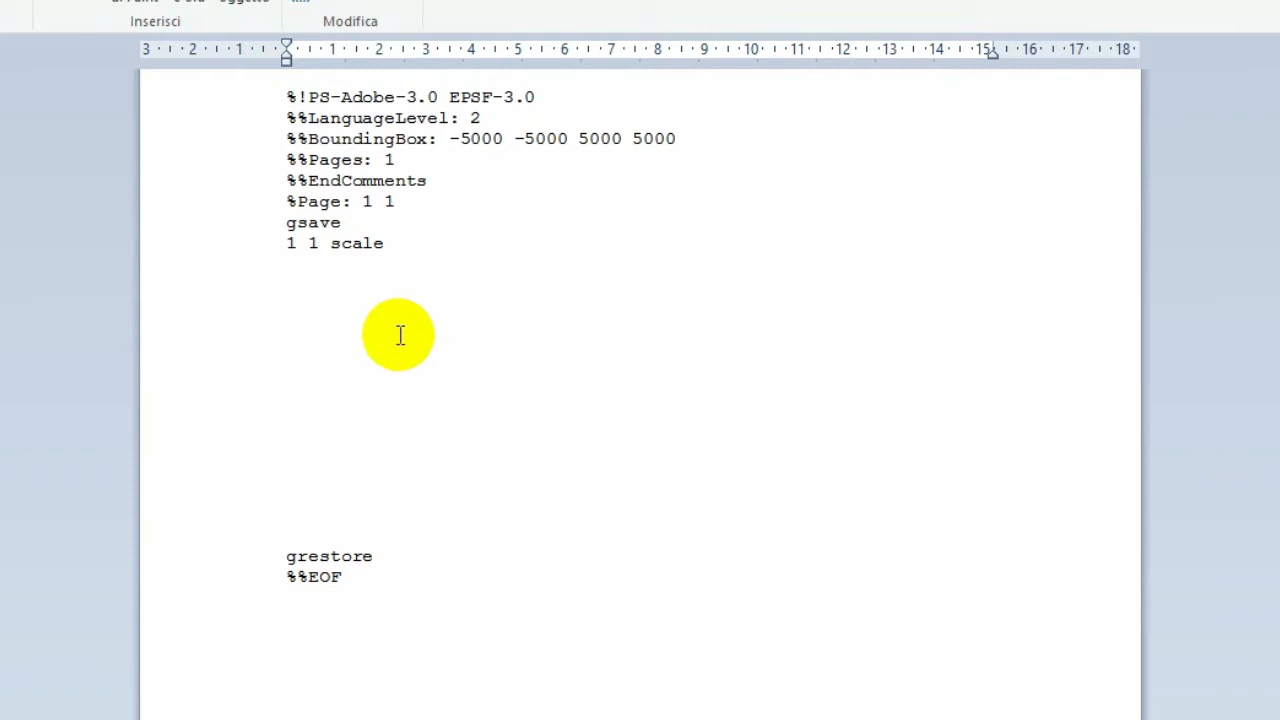 Inserisci Modifica
3 2 1 1 2 3 4 5 6 7 8 9 10 11 12 13 14 15 16 17 18
%!PS-Adobe-3.0 EPSF-3.0
%%LanguageLevel: 2
%%BoundingBox: -5000 -5000 5000 5000
%%Pages: 1
%%EndComments
%Page: 1 1
gsave
1 1 scale
grestore
%%EOF